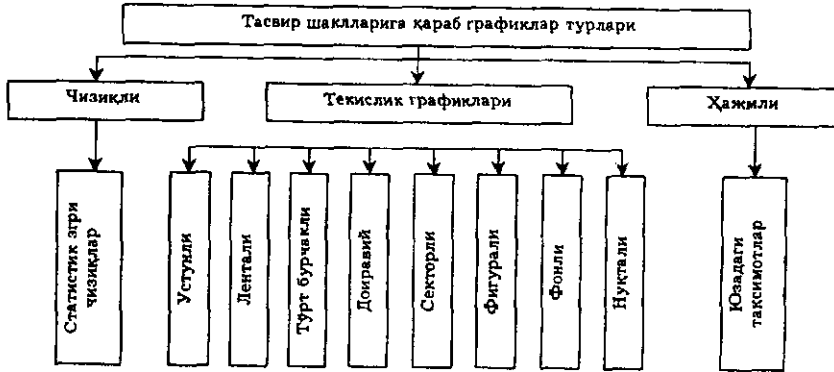 Тасвир шаклларига қараб графиклар турлари
Чизиқли
Текислик графиклари
Ҳажмли
Статистик эгри
чизиқлар
Устунли
Лентали
Тўрт бурчакли
Доиравий
Секторли
Фигурали
Фонли
Нуқтали
Юзадаги
тақсимотлар